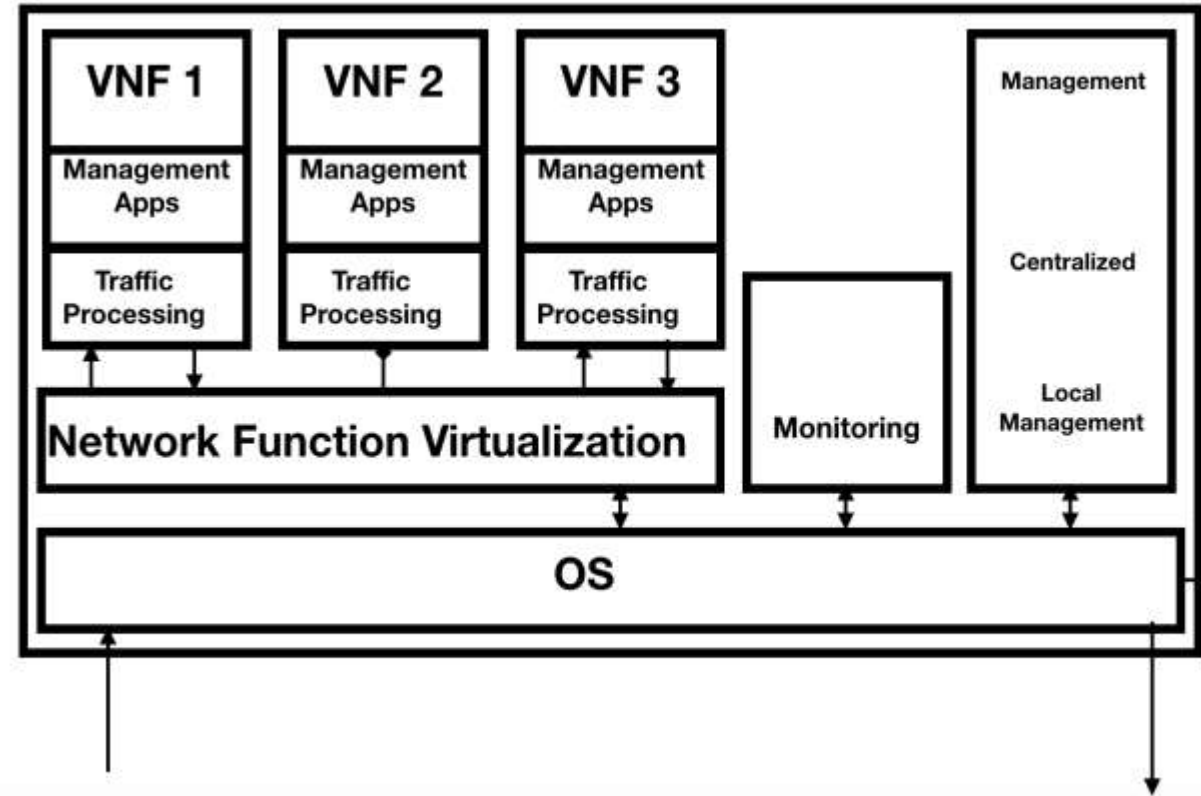 VNF 1
Management
Apps
Traffic
Processing
VNF 2
Management
Apps
Traffic
Processing
VNF 3
Management
Apps
Traffic
Processing
Network Function Virtualization
Monitoring
Management
Centralized
Local
Management
OS